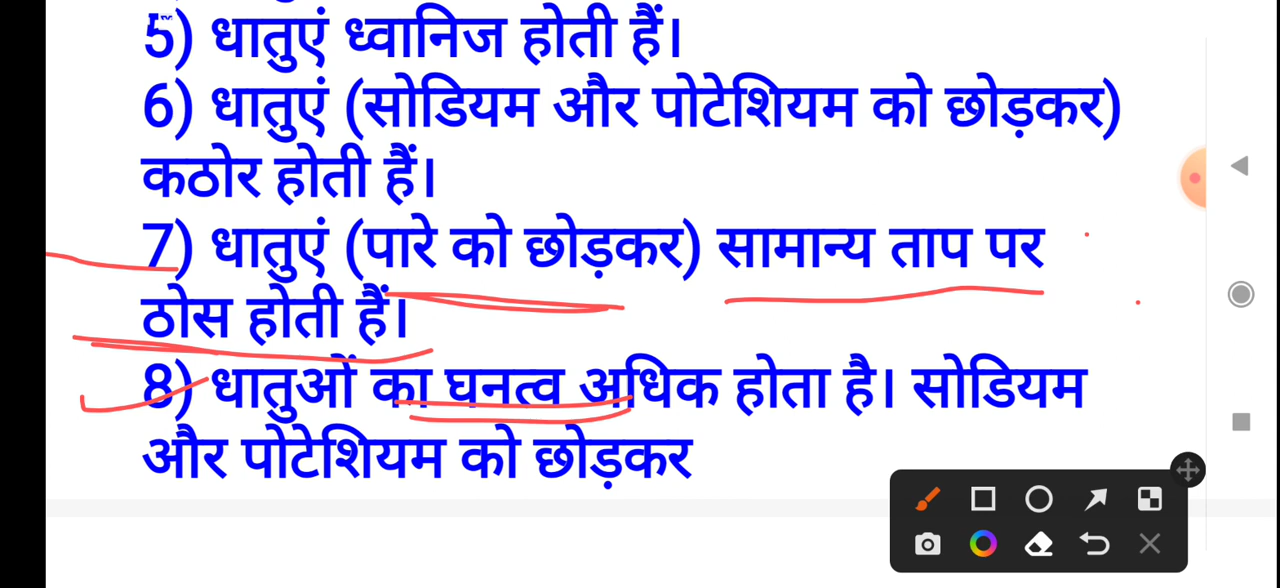 5) धातुएं ध्वानिज होती हैं।
6) धातुएं (सोडियम और पोटेशियम को छोड़कर)
कठोर होती हैं।
7) धातुएं (पारे को छोड़कर) सामान्य ताप पर
ठोस होती हैं।
8) धातुओं का घनत्व अधिक होता है। सोडियम
और पोटेशियम को छोड़कर